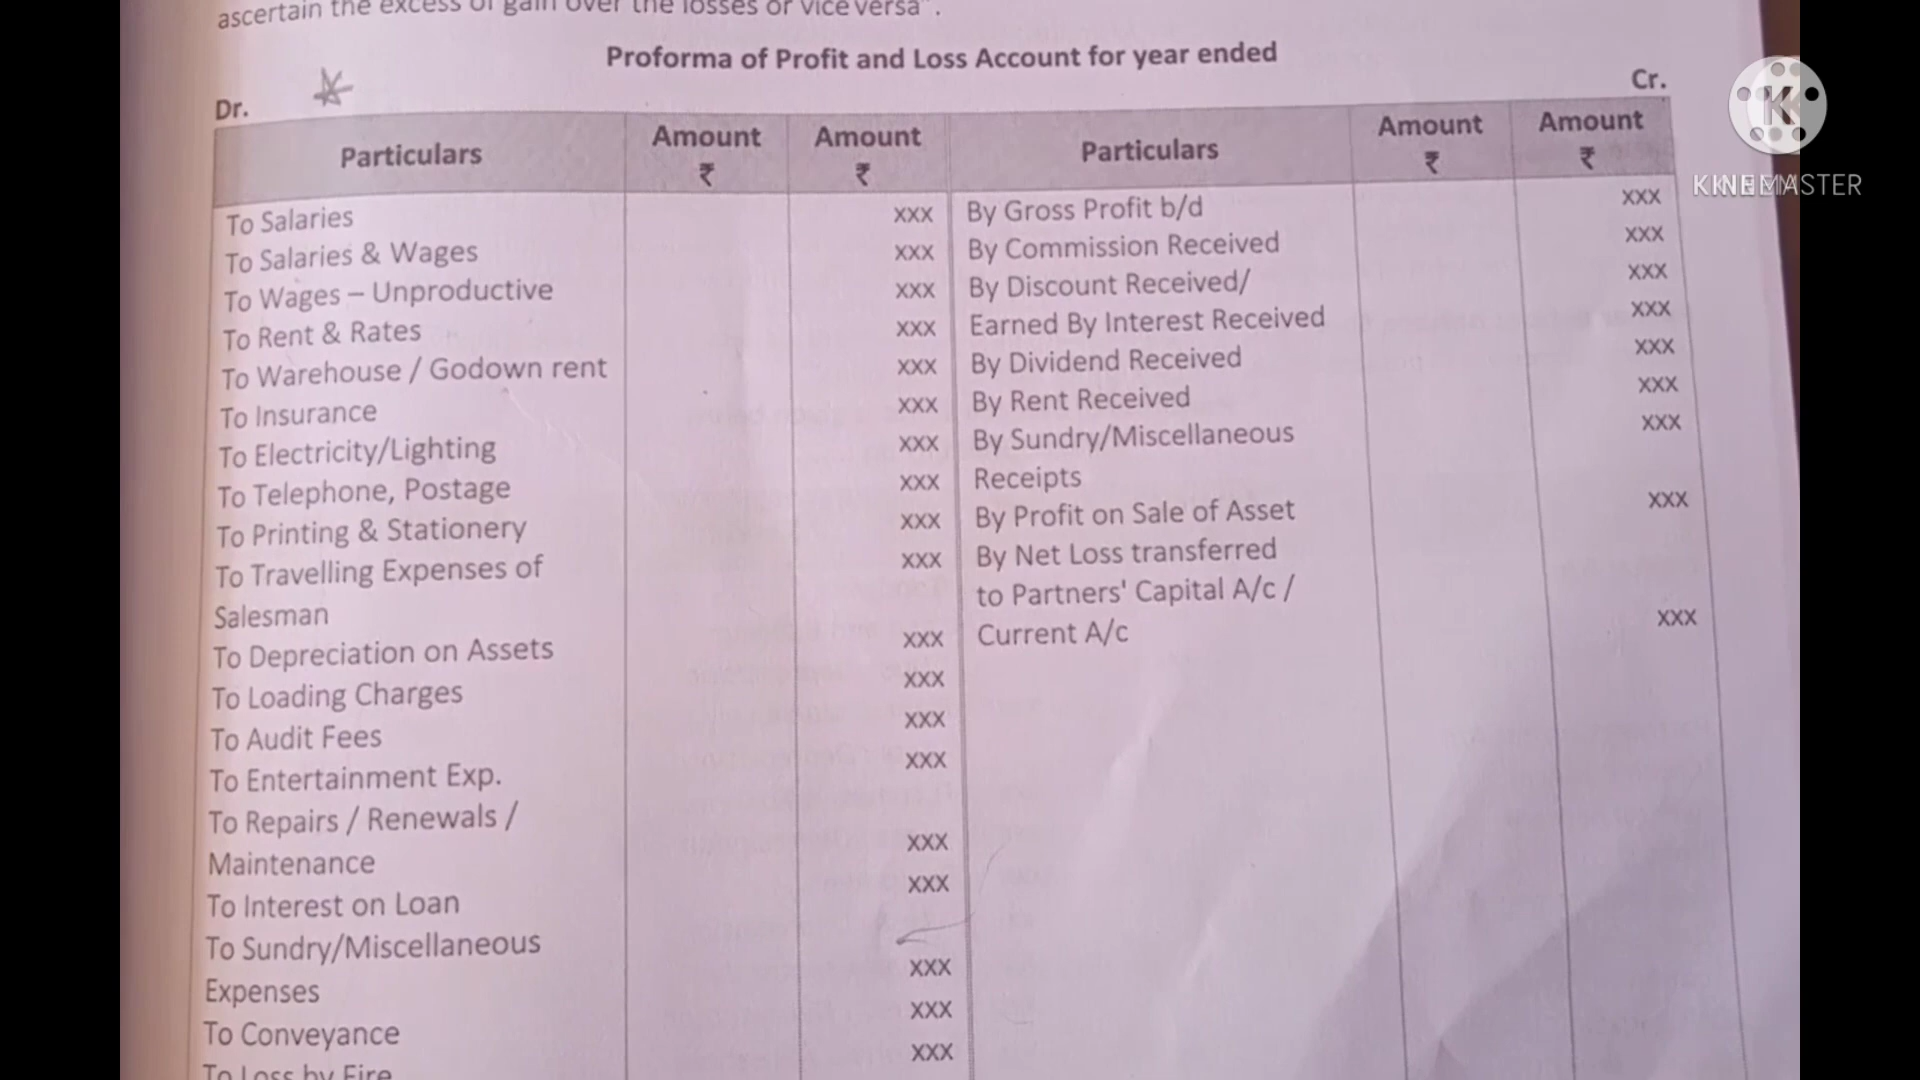 ascertain the excess of gain over the losses or vice versa".
Proforma of Profit and Loss Account for year ended
Dr.
Cr.
Particulars Amount ₹ Amount ₹ Particulars Amount ₹ Amount ₹
To Salaries xxx
To Salaries & Wages xxx
To Wages – Unproductive xxx
To Rent & Rates xxx
To Warehouse / Godown rent xxx
To Insurance xxx
To Electricity/Lighting xxx
To Telephone, Postage xxx
To Printing & Stationery xxx
To Travelling Expenses of xxx
Salesman
To Depreciation on Assets xxx
To Loading Charges xxx
To Audit Fees xxx
To Entertainment Exp. xxx
To Repairs / Renewals /
Maintenance xxx
To Interest on Loan xxx
To Sundry/Miscellaneous
Expenses xxx
To Conveyance xxx
To Loss by Fire xxx
By Gross Profit b/d xxx
By Commission Received xxx
By Discount Received/ xxx
Earned By Interest Received xxx
By Dividend Received xxx
By Rent Received xxx
By Sundry/Miscellaneous xxx
Receipts
By Profit on Sale of Asset xxx
By Net Loss transferred
to Partners' Capital A/c /
Current A/c xxx
KINEMASTER